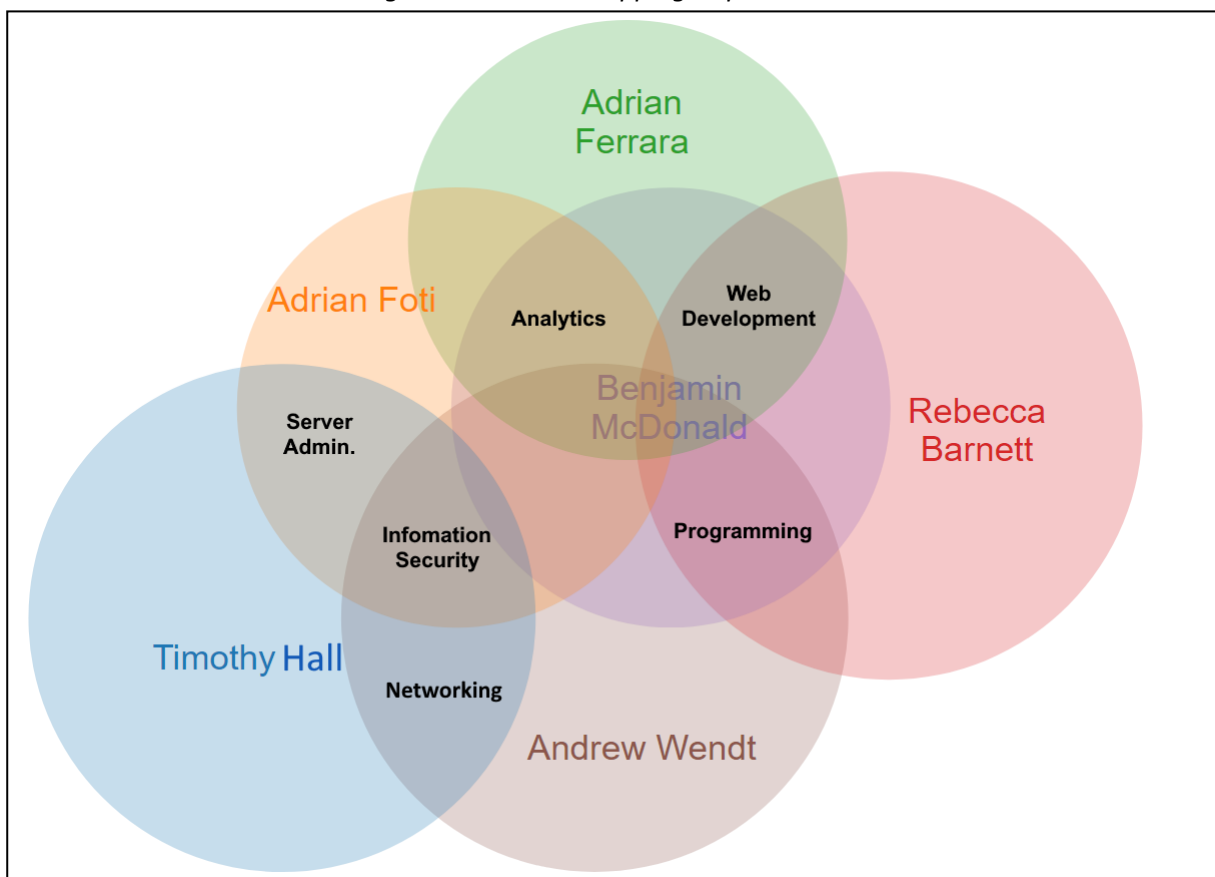 Adrian
Ferrara
Adrian Foti
Analytics
Web
Development
Benjamin
McDonald
Rebecca
Barnett
Server
Admin.
Infomation
Security
Programming
Timothy Hall
Networking
Andrew Wendt